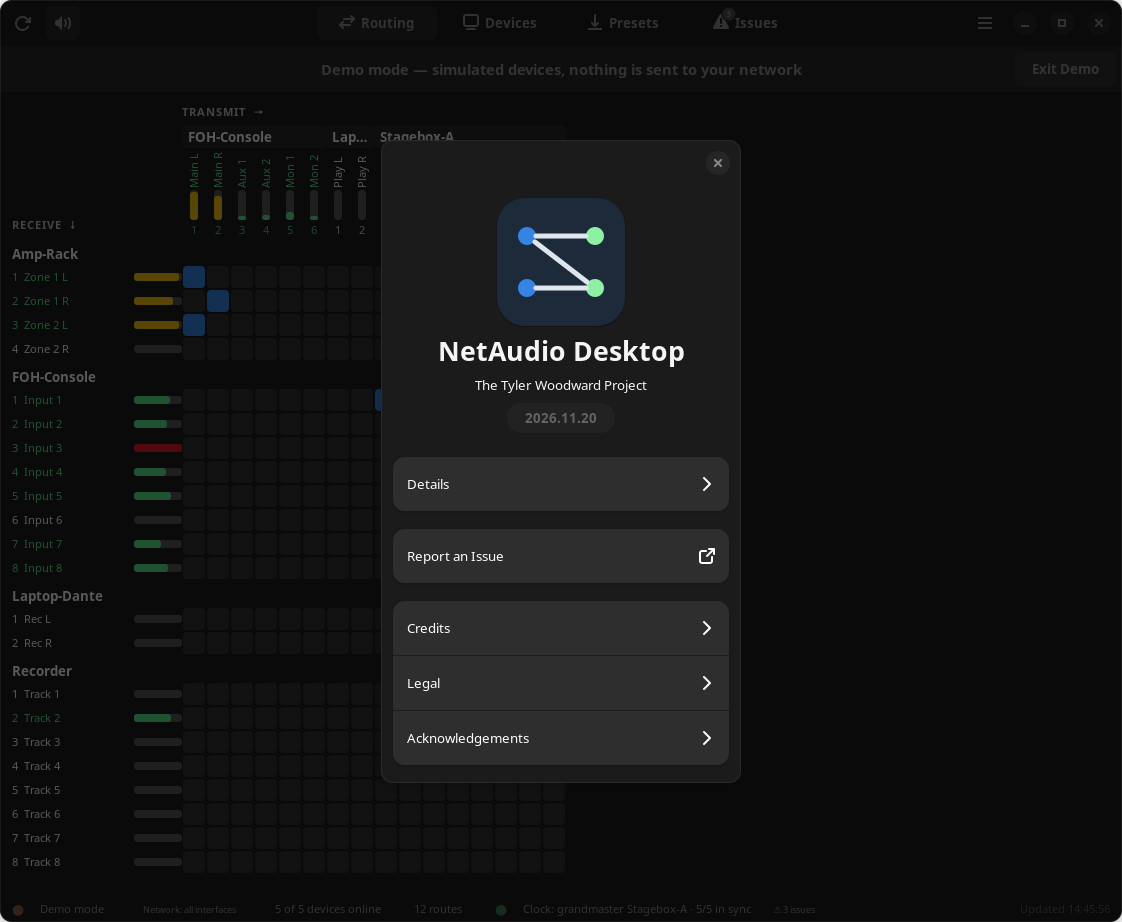 Routing
Devices
Presets
3
Issues
Demo mode — simulated devices, nothing is sent to your network
Exit Demo
TRANSMIT →
FOH-Console
Lap...
Stagebox-A
Main L
Main R
Aux 1
Aux 2
Mon 1
Mon 2
Play L
Play R
1 2 3 4 5 6 1 2
RECEIVE ↓
Amp-Rack
1 Zone 1 L
2 Zone 1 R
3 Zone 2 L
4 Zone 2 R
FOH-Console
1 Input 1
2 Input 2
3 Input 3
4 Input 4
5 Input 5
6 Input 6
7 Input 7
8 Input 8
Laptop-Dante
1 Rec L
2 Rec R
Recorder
1 Track 1
2 Track 2
3 Track 3
4 Track 4
5 Track 5
6 Track 6
7 Track 7
8 Track 8
NetAudio Desktop
The Tyler Woodward Project
2026.11.20
Details
Report an Issue
Credits
Legal
Acknowledgements
Demo mode
Network: all interfaces
5 of 5 devices online
12 routes
Clock: grandmaster Stagebox-A · 5/5 in sync
⚠ 3 issues
Updated 14:45:56